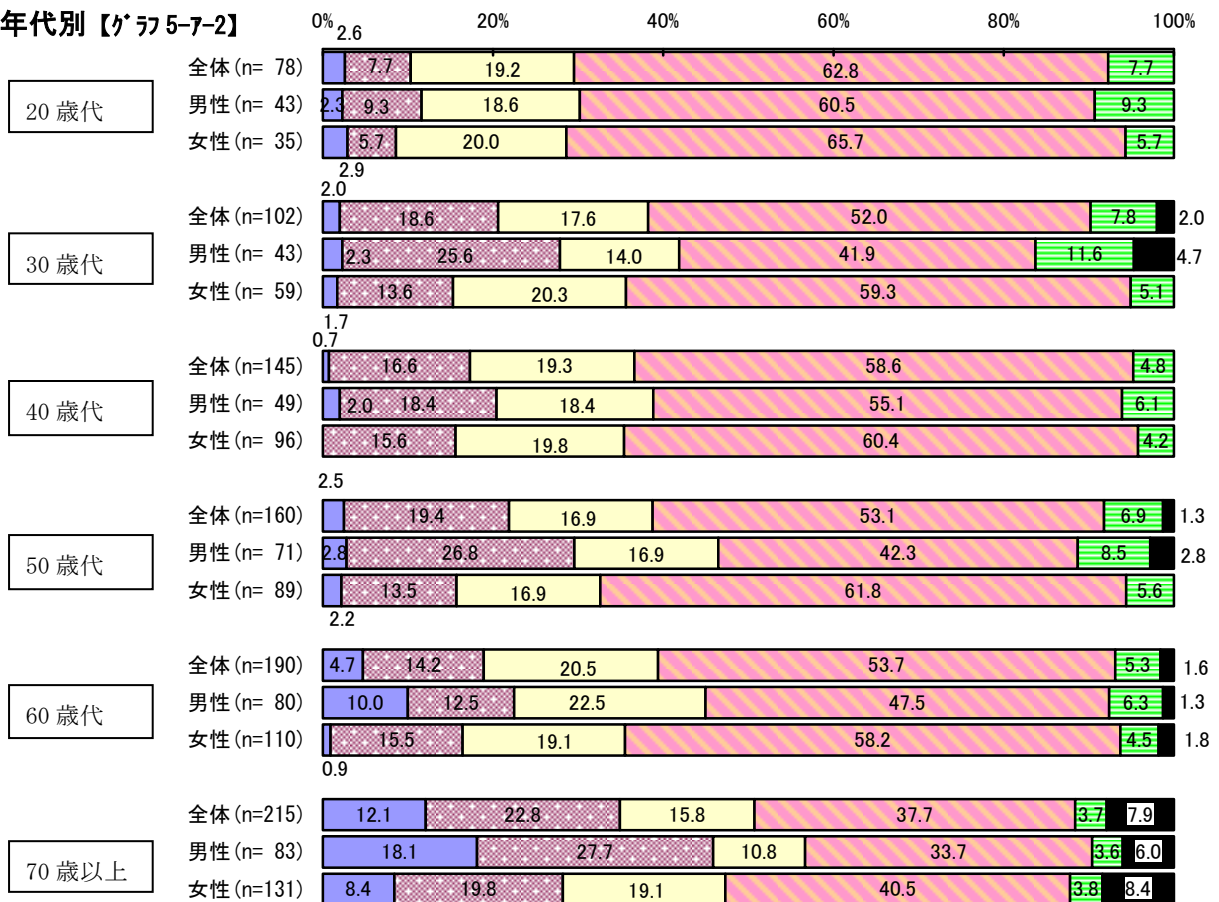 年代別【グラフ 5-ア-2】
0% 20% 40% 60% 80% 100%
2.6
全体(n= 78) 7.7 19.2 62.8 7.7
20 歳代
男性(n= 43) 2.3 9.3 18.6 60.5 9.3
女性(n= 35) 5.7 20.0 65.7 5.7
2.9
2.0
全体(n=102) 18.6 17.6 52.0 7.8 2.0
30 歳代
男性(n= 43) 2.3 25.6 14.0 41.9 11.6 4.7
女性(n= 59) 13.6 20.3 59.3 5.1
1.7
0.7
全体(n=145) 16.6 19.3 58.6 4.8
40 歳代
男性(n= 49) 2.0 18.4 18.4 55.1 6.1
女性(n= 96) 15.6 19.8 60.4 4.2
2.5
全体(n=160) 19.4 16.9 53.1 6.9 1.3
50 歳代
男性(n= 71) 2.8 26.8 16.9 42.3 8.5 2.8
女性(n= 89) 13.5 16.9 61.8 5.6
2.2
全体(n=190) 4.7 14.2 20.5 53.7 5.3 1.6
60 歳代
男性(n= 80) 10.0 12.5 22.5 47.5 6.3 1.3
女性(n=110) 15.5 19.1 58.2 4.5 1.8
0.9
全体(n=215) 12.1 22.8 15.8 37.7 3.7 7.9
70 歳以上
男性(n= 83) 18.1 27.7 10.8 33.7 3.6 6.0
女性(n=131) 8.4 19.8 19.1 40.5 3.8 8.4